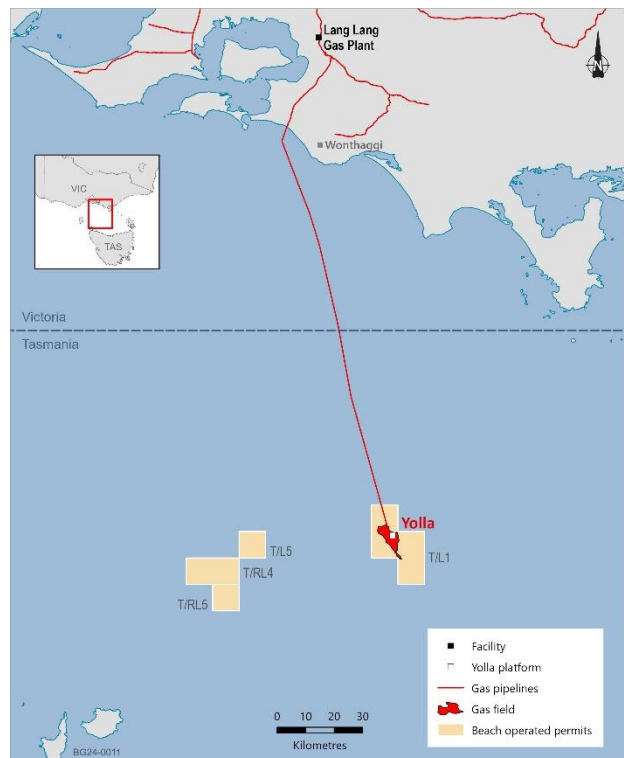 Lang Lang
Gas Plant
N
Wonthaggi
VIC
TAS
Victoria
Tasmania
Yolla
T/L5
T/L1
T/RL4
T/RL5
Facility
Yolla platform
Gas pipelines
Gas field
Beach operated permits
0 10 20 30
Kilometres
BG24-0011